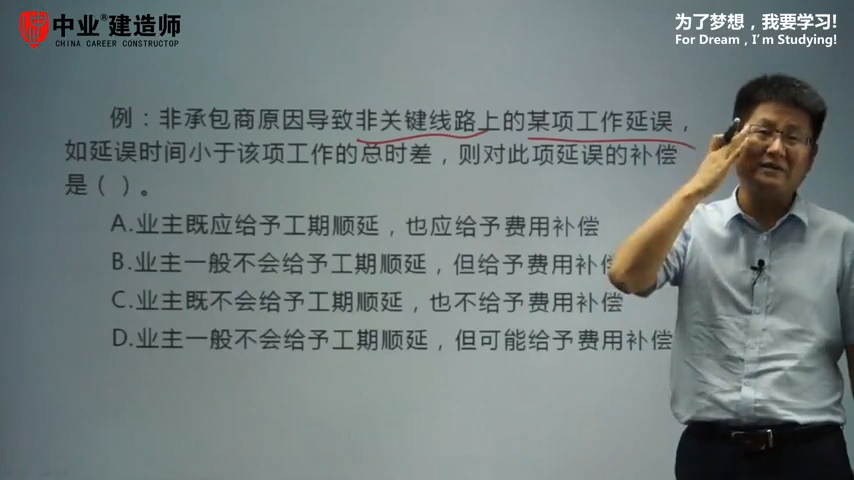 中业®建造师
CHINA CAREER CONSTRUCTOP
为了梦想，我要学习!
For Dream , I'm Studying!
例：非承包商原因导致非关键线路上的某项工作延误，
如延误时间小于该项工作的总时差，则对此项延误的补偿
是（ ）。
A.业主既应给予工期顺延，也应给予费用补偿
B.业主一般不会给予工期顺延，但给予费用补偿
C.业主既不会给予工期顺延，也不给予费用补偿
D.业主一般不会给予工期顺延，但可能给予费用补偿